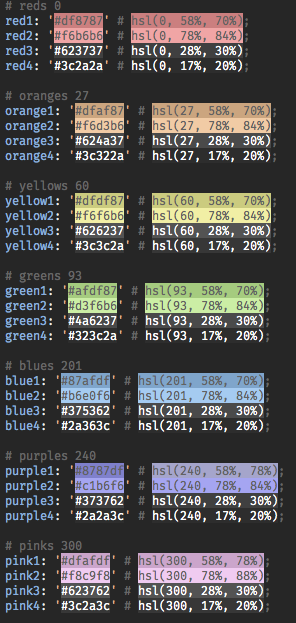 # reds 0
red1: '#df8787' # hsl(0, 58%, 70%);
red2: '#f6b6b6' # hsl(0, 78%, 84%);
red3: '#623737' # hsl(0, 28%, 30%);
red4: '#3c2a2a' # hsl(0, 17%, 20%);
# oranges 27
orange1: '#dfaf87' # hsl(27, 58%, 70%);
orange2: '#f6d3b6' # hsl(27, 78%, 84%);
orange3: '#624a37' # hsl(27, 28%, 30%);
orange4: '#3c322a' # hsl(27, 17%, 20%);
# yellows 60
yellow1: '#dfdf87' # hsl(60, 58%, 70%);
yellow2: '#f6f6b6' # hsl(60, 78%, 84%);
yellow3: '#626237' # hsl(60, 28%, 30%);
yellow4: '#3c3c2a' # hsl(60, 17%, 20%);
# greens 93
green1: '#afdf87' # hsl(93, 58%, 70%);
green2: '#d3f6b6' # hsl(93, 78%, 84%);
green3: '#4a6237' # hsl(93, 28%, 30%);
green4: '#323c2a' # hsl(93, 17%, 20%);
# blues 201
blue1: '#87afdf' # hsl(201, 58%, 70%);
blue2: '#b6e0f6' # hsl(201, 78%, 84%);
blue3: '#375362' # hsl(201, 28%, 30%);
blue4: '#2a363c' # hsl(201, 17%, 20%);
# purples 240
purple1: '#8787df' # hsl(240, 58%, 78%);
purple2: '#c1b6f6' # hsl(240, 78%, 84%);
purple3: '#373762' # hsl(240, 28%, 30%);
purple4: '#2a2a3c' # hsl(240, 17%, 20%);
# pinks 300
pink1: '#dfafdf' # hsl(300, 58%, 78%);
pink2: '#f8c9f8' # hsl(300, 78%, 88%);
pink3: '#623762' # hsl(300, 28%, 30%);
pink4: '#3c2a3c' # hsl(300, 17%, 20%);